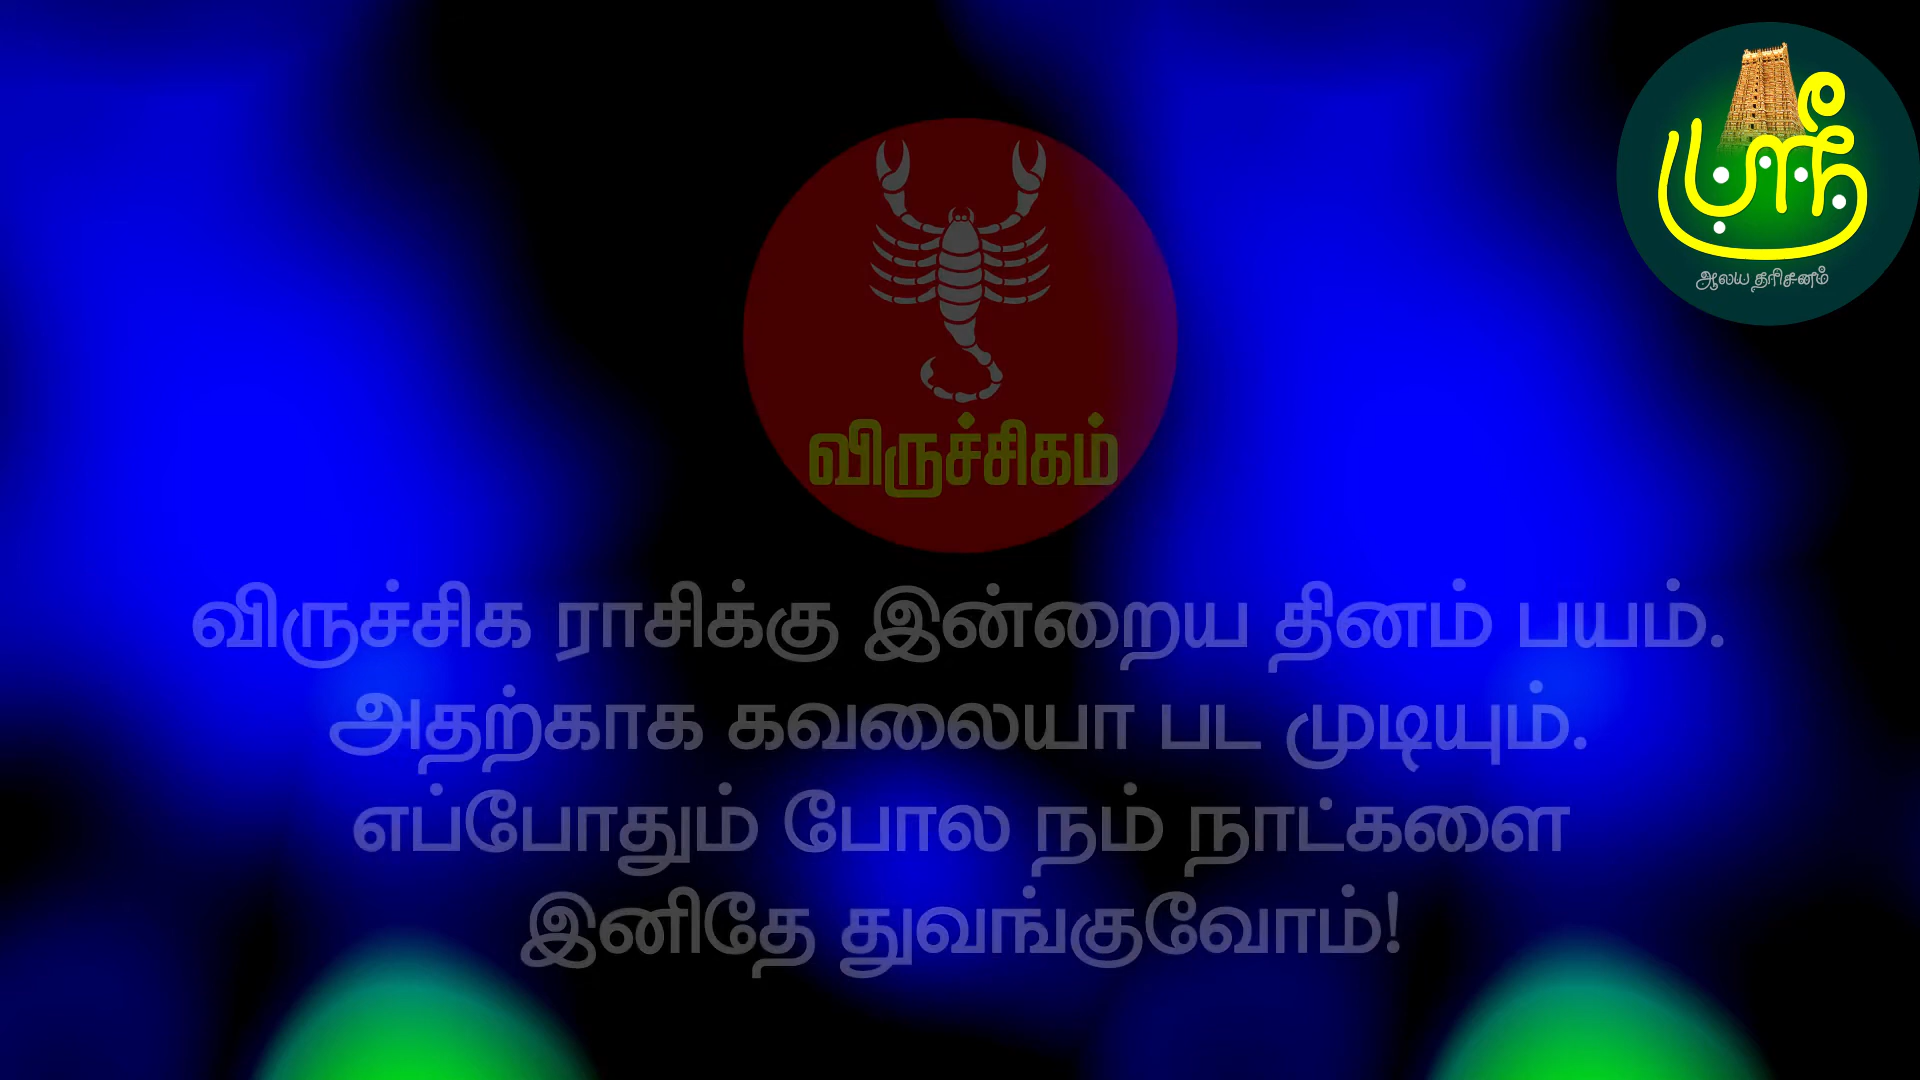 ஸ்ரீ
ஆலய தரிசனம்
விருச்சிகம்
விருச்சிக ராசிக்கு இன்றைய தினம் பயம்.
அதற்காக கவலையா பட முடியும்.
எப்போதும் போல நம் நாட்களை
இனிதே துவங்குவோம்!